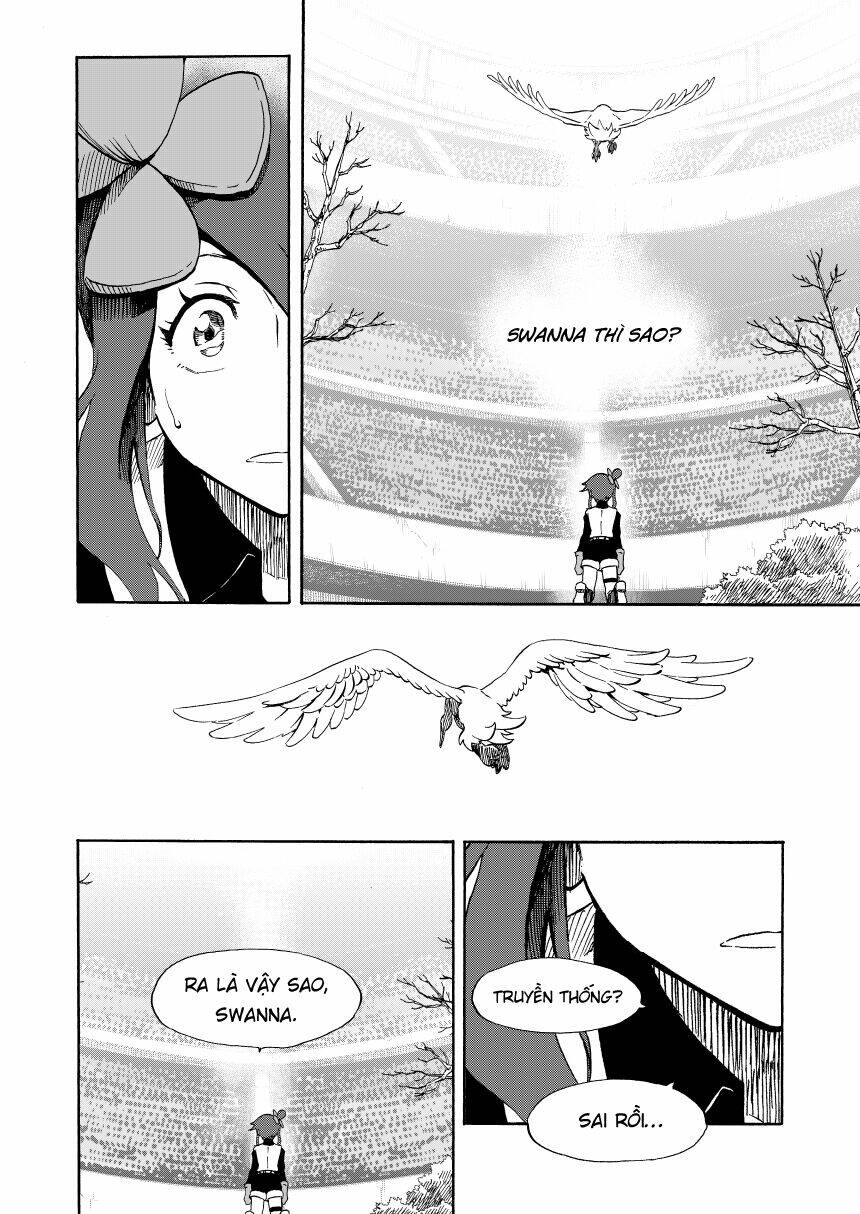 SWANNA THÌ SAO?
RA LÀ VẬY SAO,
SWANNA.
TRUYỀN THỐNG?
SAI RỒI...